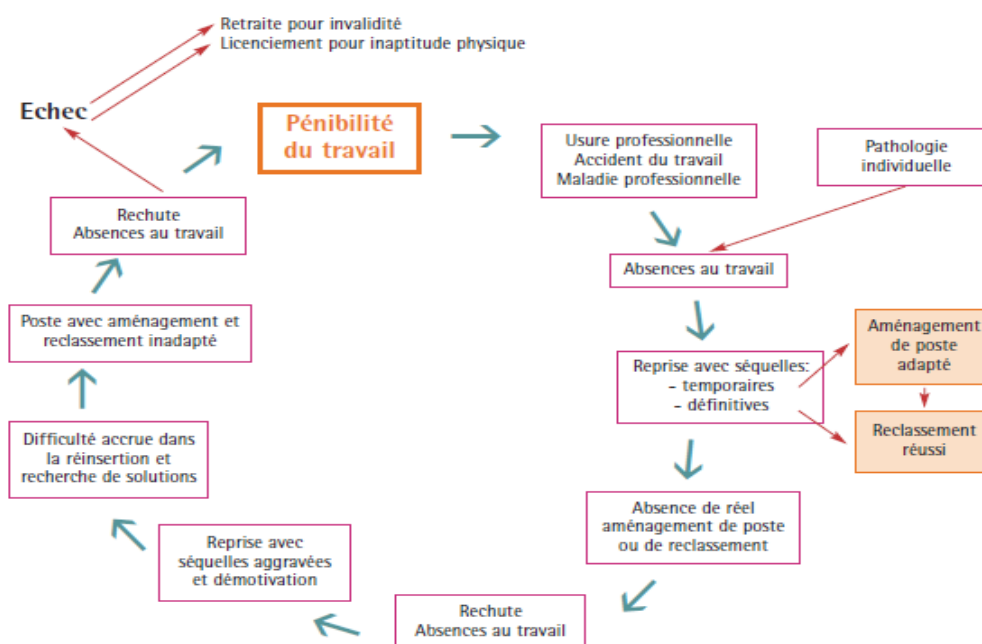 Retraite pour invalidité
Licenciement pour inaptitude physique
Echec
Pénibilité
du travail
Usure professionnelle
Accident du travail
Maladie professionnelle
Pathologie
individuelle
Rechute
Absences au travail
Absences au travail
Poste avec aménagement et
reclassement inadapté
Reprise avec séquelles:
- temporaires
- définitives
Aménagement
de poste
adapté
Reclassement
réussi
Difficulté accrue dans
la réinsertion et
recherche de solutions
Absence de réel
aménagement de poste
ou de reclassement
Reprise avec
séquelles aggravées
et démotivation
Rechute
Absences au travail